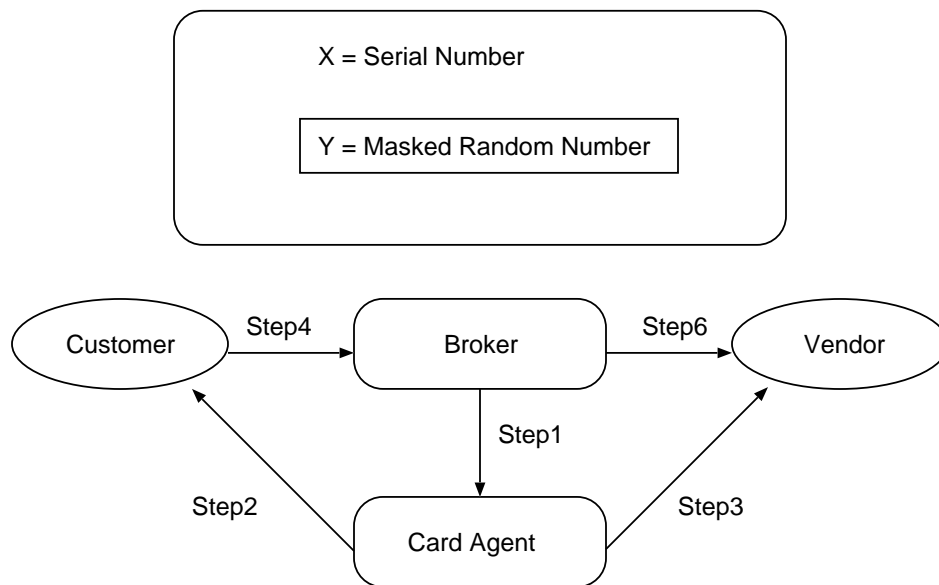 X = Serial Number
Y = Masked Random Number
Customer
Step4
Broker
Step6
Vendor
Step1
Step2
Step3
Card Agent